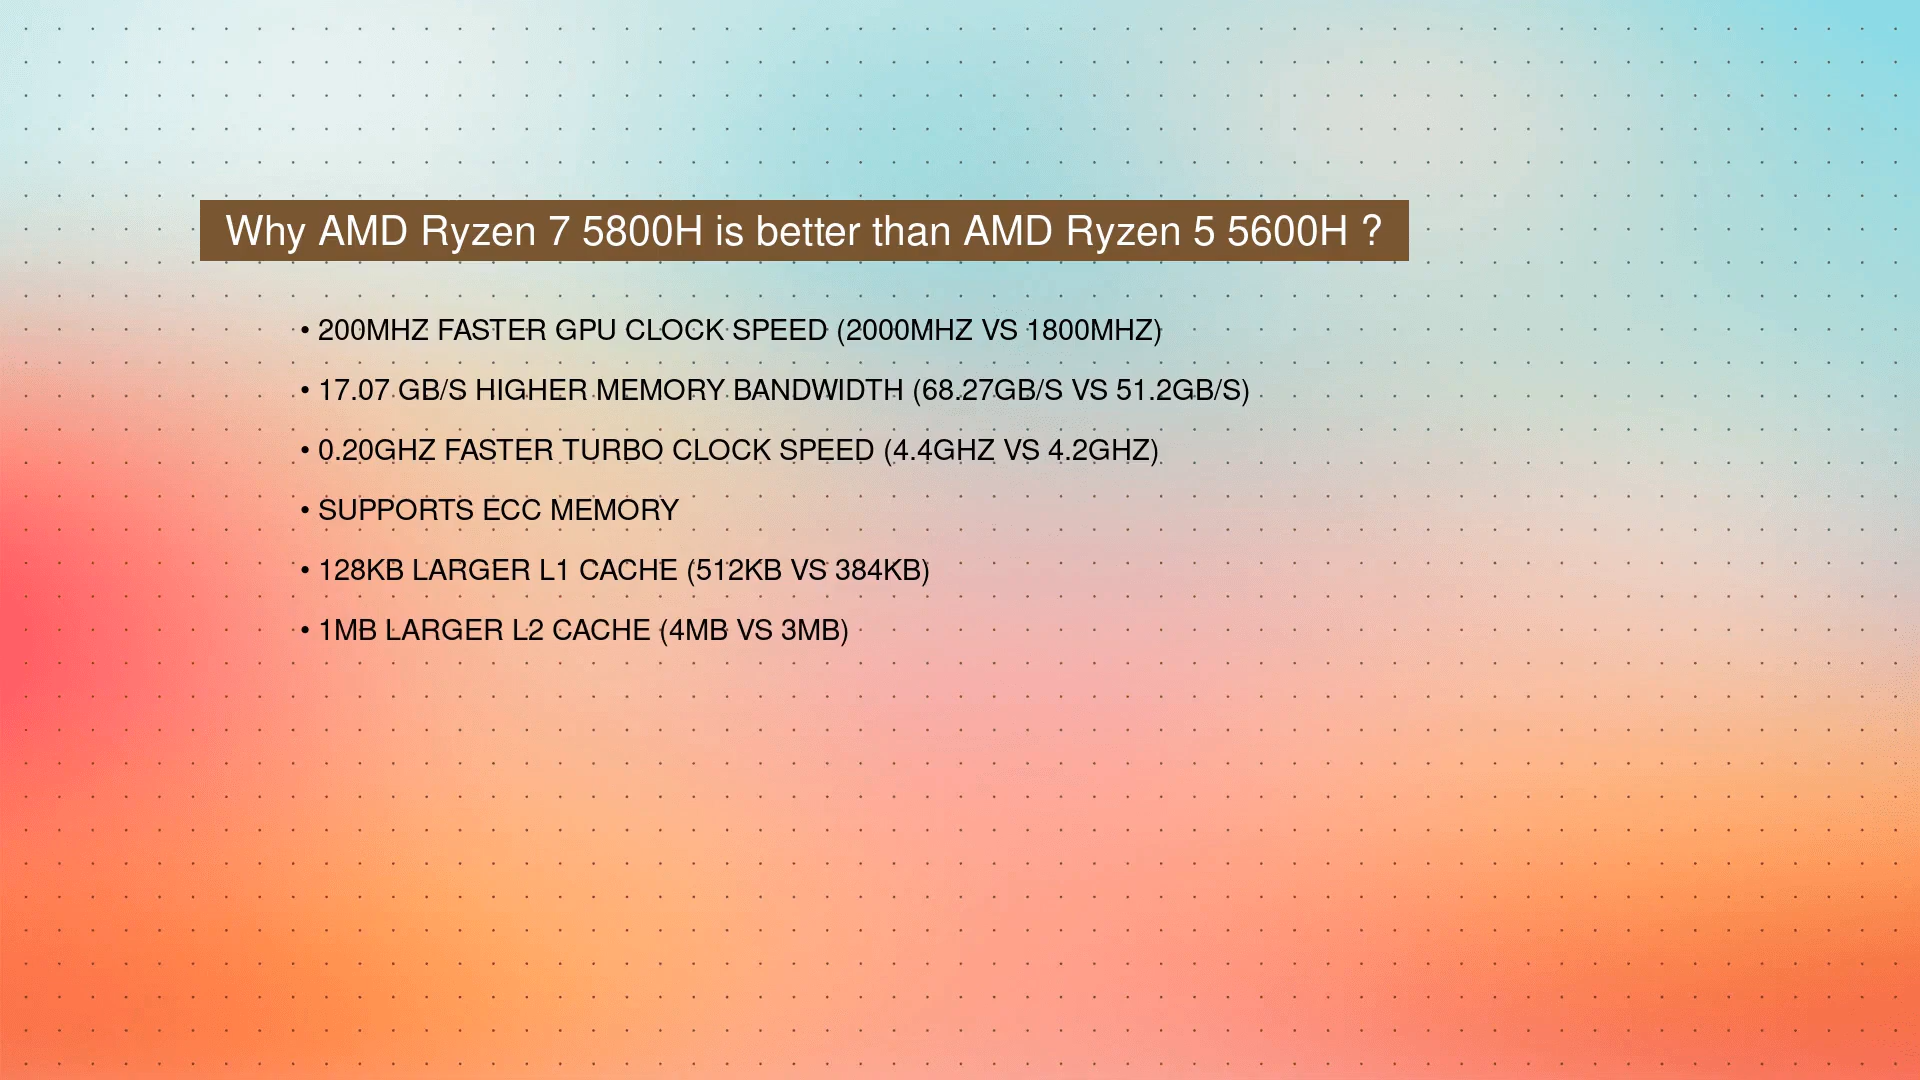 Why AMD Ryzen 7 5800H is better than AMD Ryzen 5 5600H ?
• 200MHZ FASTER GPU CLOCK SPEED (2000MHZ VS 1800MHZ)
• 17.07 GB/S HIGHER MEMORY BANDWIDTH (68.27GB/S VS 51.2GB/S)
• 0.20GHZ FASTER TURBO CLOCK SPEED (4.4GHZ VS 4.2GHZ)
• SUPPORTS ECC MEMORY
• 128KB LARGER L1 CACHE (512KB VS 384KB)
• 1MB LARGER L2 CACHE (4MB VS 3MB)